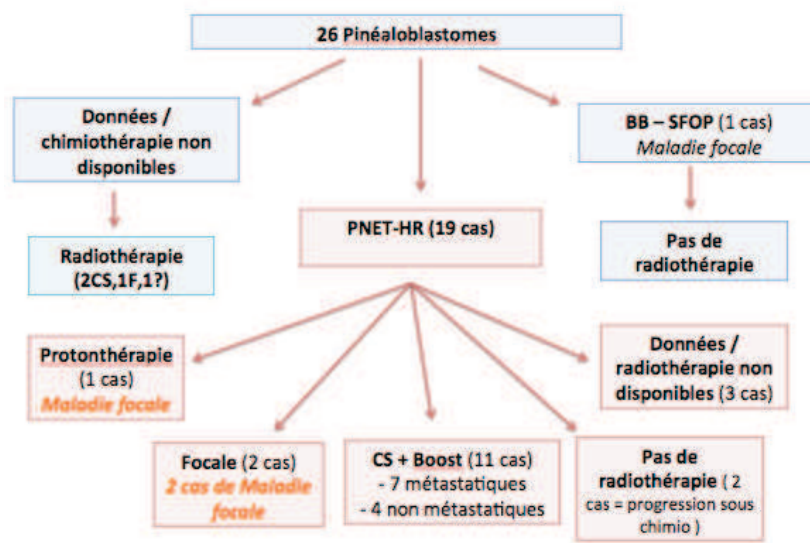 26 Pinéaloblastomes
Données /
chimiothérapie non
disponibles
BB – SFOP (1 cas)
Maladie focale
PNET-HR (19 cas)
Radiothérapie
(2CS,1F,1?)
Pas de
radiothérapie
Protonthérapie
(1 cas)
Maladie focale
Données /
radiothérapie non
disponibles (3 cas)
Focale (2 cas)
2 cas de Maladie
focale
CS + Boost (11 cas)
- 7 métastatiques
- 4 non métastatiques
Pas de
radiothérapie ( 2
cas = progression sous
chimio )